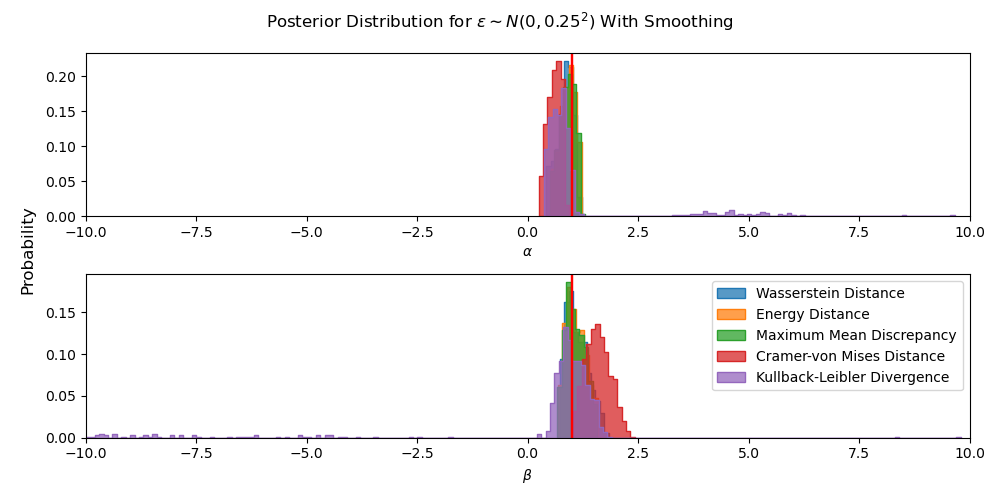 Posterior Distribution for ε ~ N(0, 0.25²) With Smoothing
Probability
0.20
0.15
0.10
0.05
0.00
−10.0 −7.5 −5.0 −2.5 0.0 2.5 5.0 7.5 10.0
α
0.15
0.10
0.05
0.00
Wasserstein Distance
Energy Distance
Maximum Mean Discrepancy
Cramer-von Mises Distance
Kullback-Leibler Divergence
−10.0 −7.5 −5.0 −2.5 0.0 2.5 5.0 7.5 10.0
β